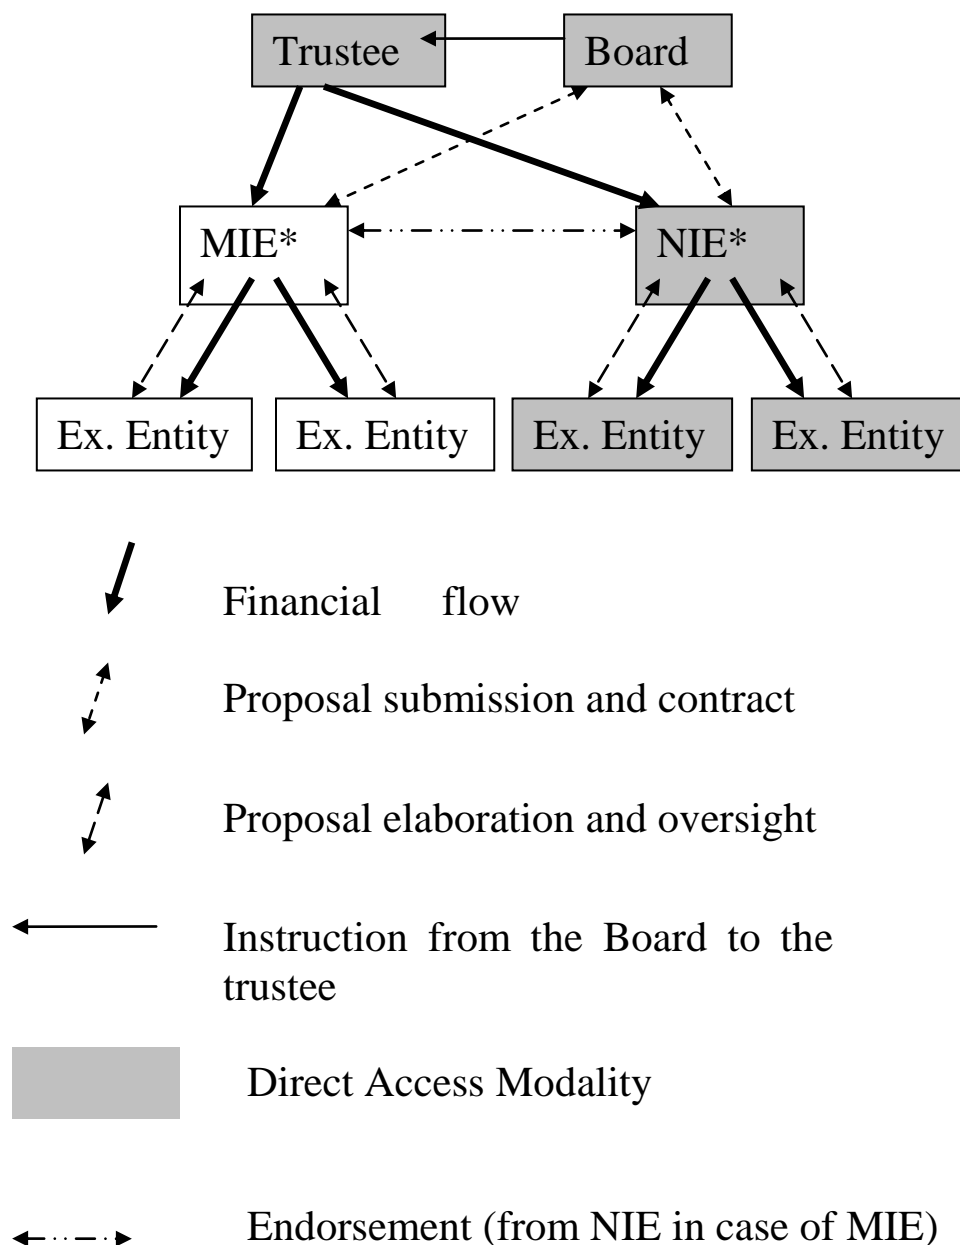 Trustee Board
MIE* NIE*
Ex. Entity Ex. Entity Ex. Entity Ex. Entity
Financial flow
Proposal submission and contract
Proposal elaboration and oversight
Instruction from the Board to the
trustee
Direct Access Modality
Endorsement (from NIE in case of MIE)